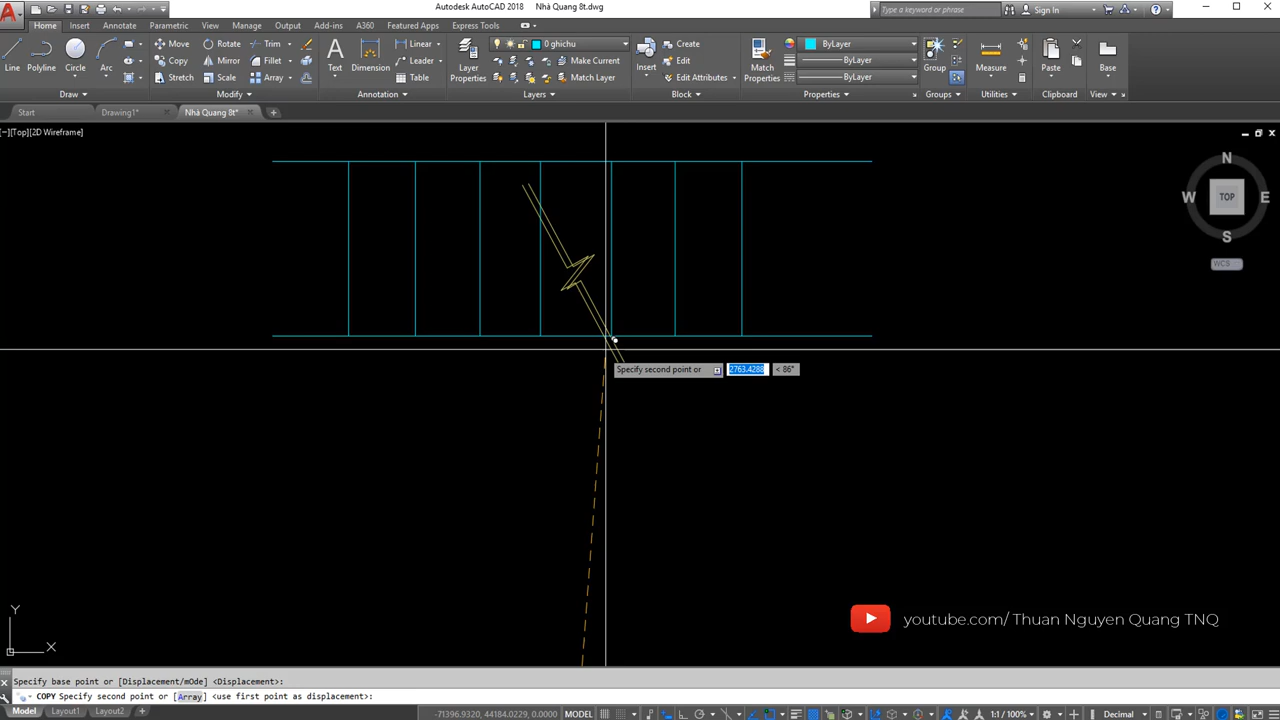 Autodesk AutoCAD 2018 Nhà Quang 8t.dwg
Type a keyword or phrase
Sign In
Home Insert Annotate Parametric View Manage Output Add-ins A360 Featured Apps Express Tools
Line
Polyline
Circle
Arc
Move
Rotate
Trim
Copy
Mirror
Fillet
Stretch
Scale
Array
Text
Dimension
Linear
Leader
Table
Layer
Properties
0 ghichu
Make Current
Match Layer
Insert
Create
Edit
Edit Attributes
Match
Properties
ByLayer
ByLayer
ByLayer
Group
Measure
Paste
Base
Draw
Modify
Annotation
Layers
Block
Properties
Groups
Utilities
Clipboard
View
Start
Drawing1*
Nhà Quang 8t*
[−][Top][2D Wireframe]
N
W
TOP
E
S
WCS
Specify second point or
2763.4288
< 86°
Y
X
youtube.com/ Thuan Nguyen Quang TNQ
Specify base point or [Displacement/mOde] <Displacement>:
COPY Specify second point or [Array] <use first point as displacement>:
Model Layout1 Layout2
-71396.9320, 44184.0229, 0.0000 MODEL
1:1 / 100%
Decimal